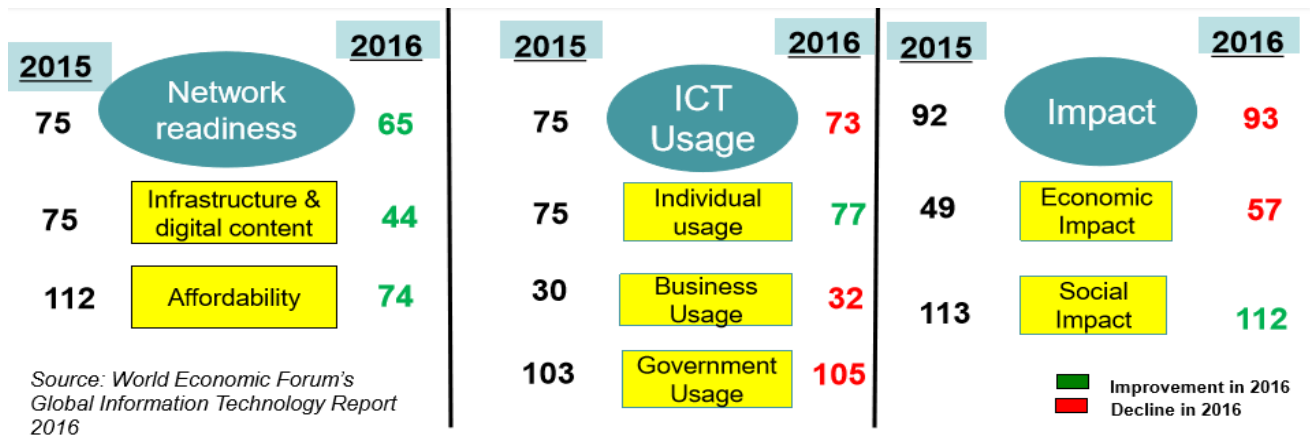 2015
Network
readiness
2016
75
65
75
Infrastructure &
digital content
44
112
Affordability
74
Source: World Economic Forum's
Global Information Technology Report
2016
2015
ICT
Usage
2016
75
73
75
Individual
usage
77
30
Business
Usage
32
103
Government
Usage
105
2015
Impact
2016
92
93
49
Economic
Impact
57
113
Social
Impact
112
Improvement in 2016
Decline in 2016